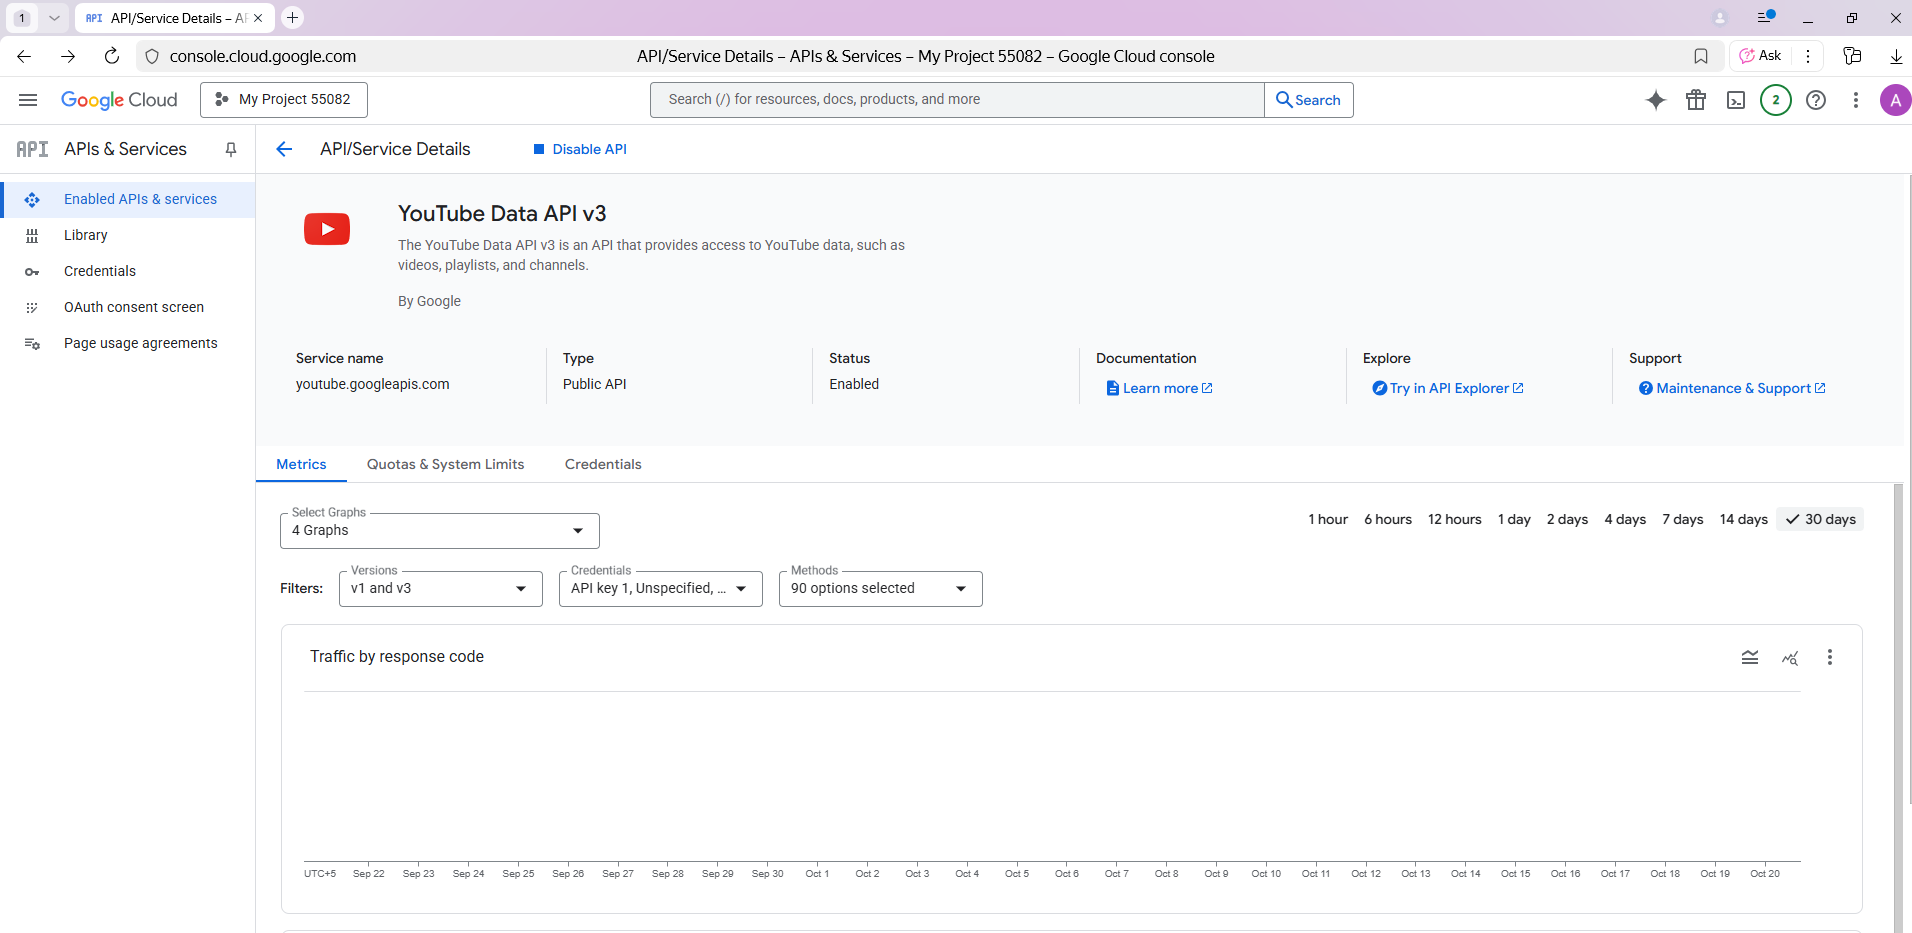 1
API API/Service Details – AP
console.cloud.google.com
API/Service Details – APIs & Services – My Project 55082 – Google Cloud console
Ask
Google Cloud
My Project 55082
Search (/) for resources, docs, products, and more
Search
2
A
API APIs & Services
API/Service Details
Disable API
Enabled APIs & services
Library
Credentials
OAuth consent screen
Page usage agreements
YouTube Data API v3
The YouTube Data API v3 is an API that provides access to YouTube data, such as
videos, playlists, and channels.
By Google
Service name
youtube.googleapis.com
Type
Public API
Status
Enabled
Documentation
Learn more
Explore
Try in API Explorer
Support
Maintenance & Support
Metrics
Quotas & System Limits
Credentials
Select Graphs
4 Graphs
1 hour 6 hours 12 hours 1 day 2 days 4 days 7 days 14 days 30 days
Filters:
Versions
v1 and v3
Credentials
API key 1, Unspecified, ...
Methods
90 options selected
Traffic by response code
UTC+5 Sep 22 Sep 23 Sep 24 Sep 25 Sep 26 Sep 27 Sep 28 Sep 29 Sep 30 Oct 1 Oct 2 Oct 3 Oct 4 Oct 5 Oct 6 Oct 7 Oct 8 Oct 9 Oct 10 Oct 11 Oct 12 Oct 13 Oct 14 Oct 15 Oct 16 Oct 17 Oct 18 Oct 19 Oct 20